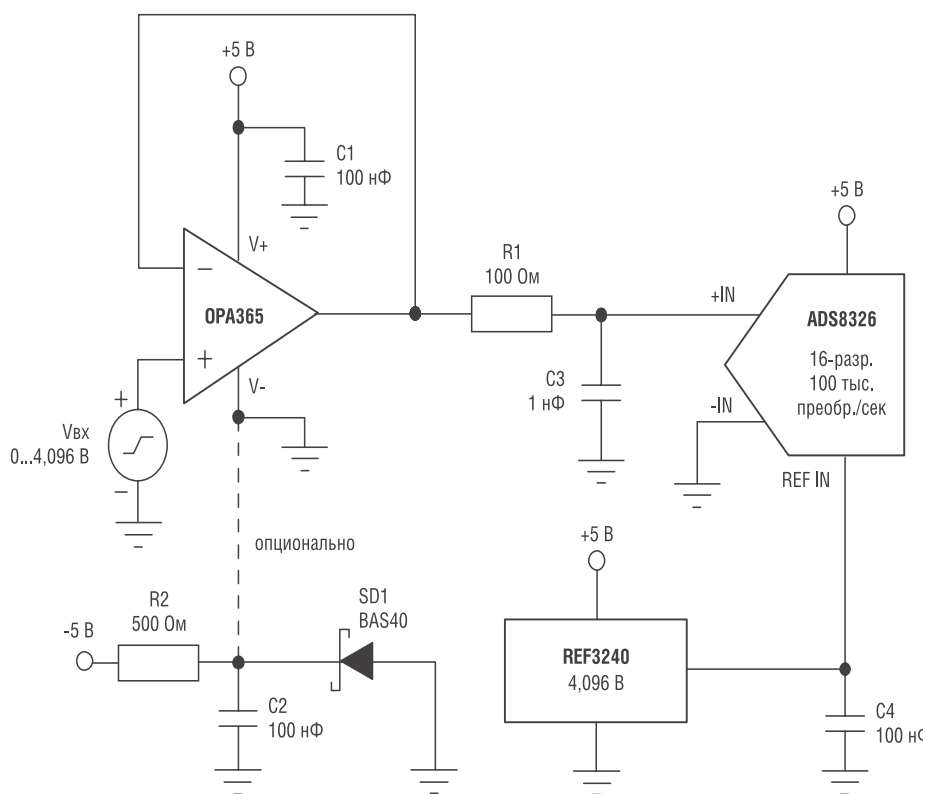 +5 В
C1
100 нФ
V+
−
OPA365
+
V-
+
Vвх
0...4,096 В
−
R1
100 Ом
C3
1 нФ
+5 В
+IN
ADS8326
16-разр.
100 тыс.
преобр./сек
-IN
REF IN
опционально
R2
500 Ом
-5 В
SD1
BAS40
C2
100 нФ
+5 В
REF3240
4,096 В
C4
100 нФ